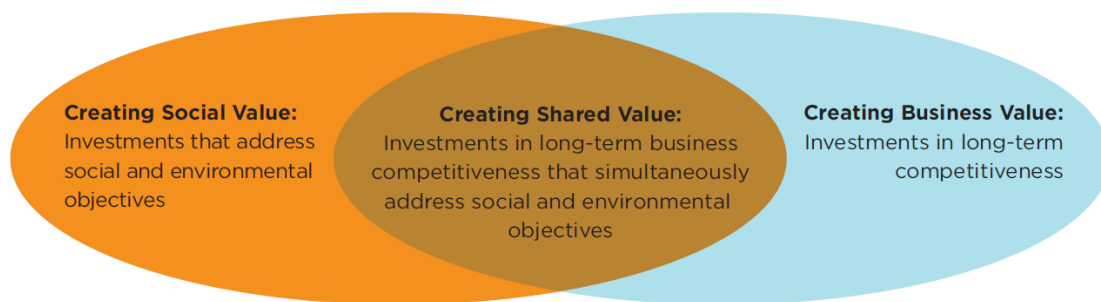 Creating Social Value:
Investments that address
social and environmental
objectives
Creating Shared Value:
Investments in long-term business
competitiveness that simultaneously
address social and environmental
objectives
Creating Business Value:
Investments in long-term
competitiveness